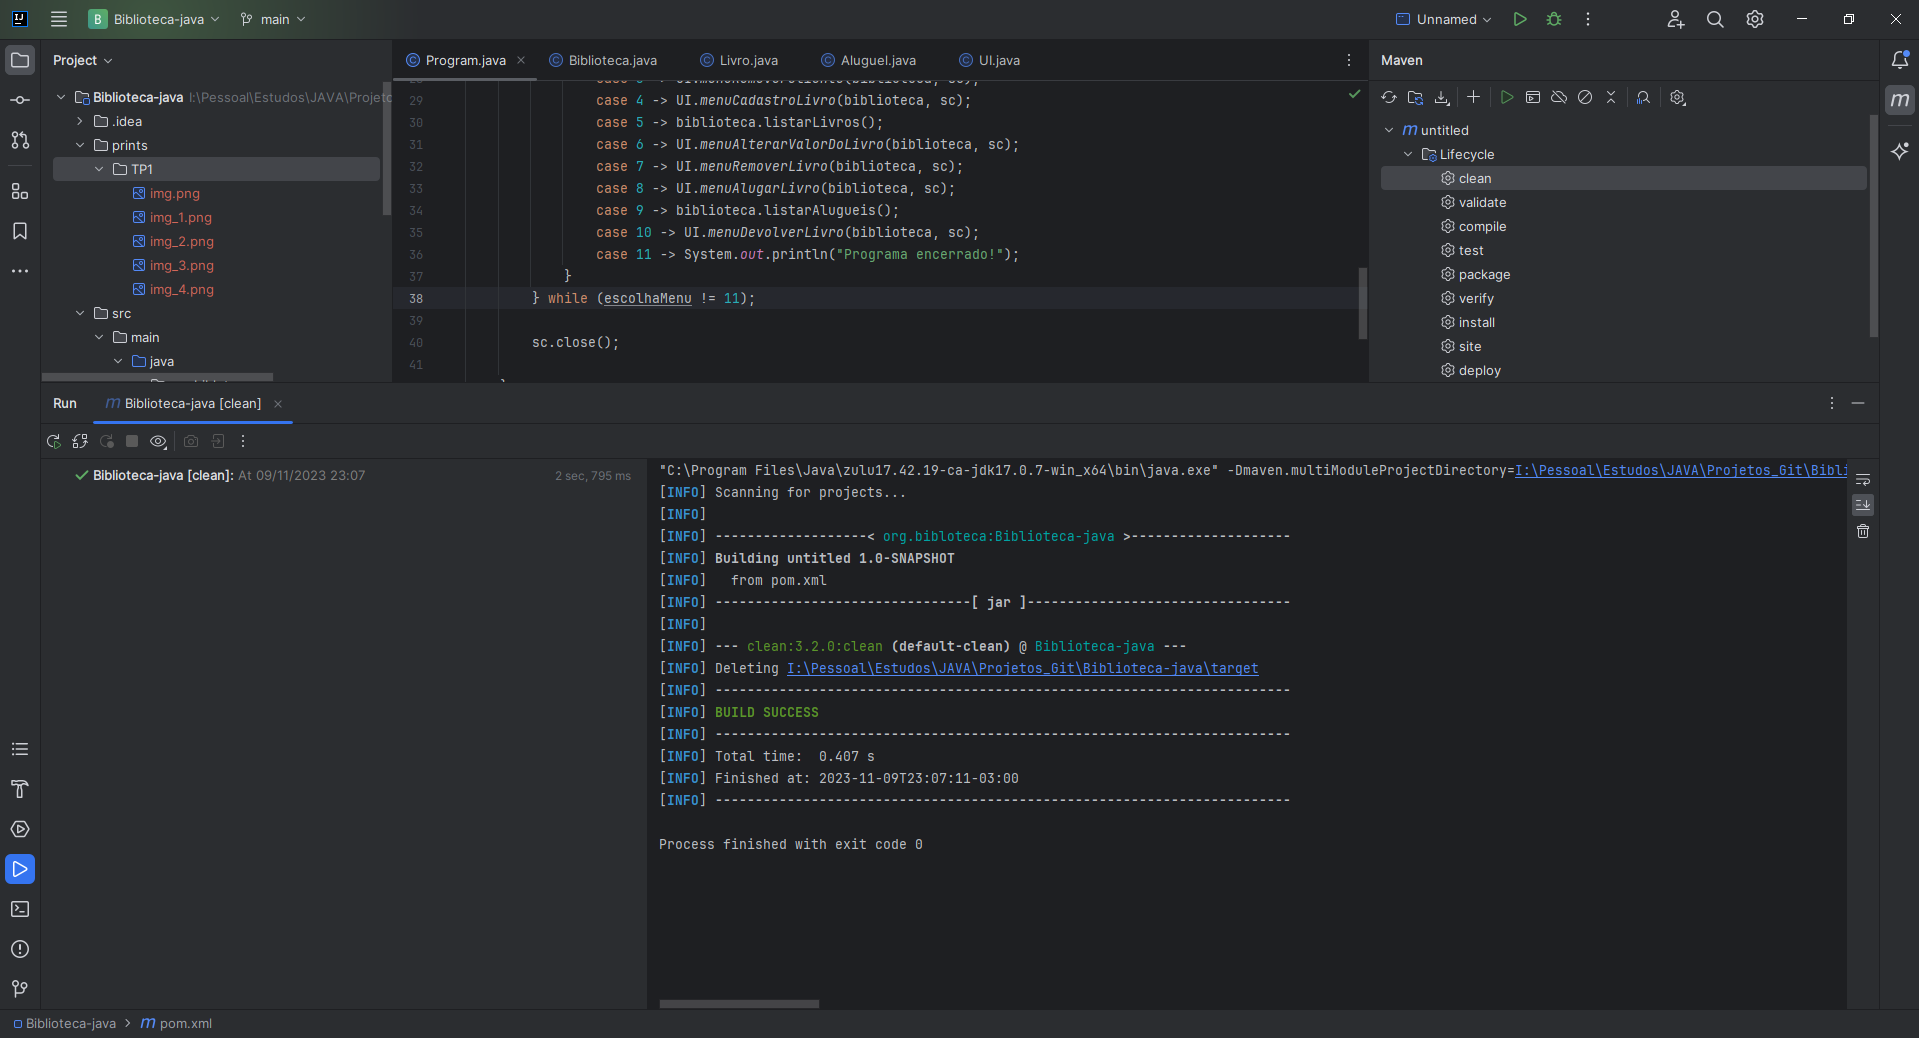 Biblioteca-java
main
Unnamed
Project
Biblioteca-java I:\Pessoal\Estudos\JAVA\Projeto
.idea
prints
TP1
img.png
img_1.png
img_2.png
img_3.png
img_4.png
src
main
java
Program.java
Biblioteca.java
Livro.java
Aluguel.java
UI.java
29 case 4 -> UI.menuCadastroLivro(biblioteca, sc);
30 case 5 -> biblioteca.listarLivros();
31 case 6 -> UI.menuAlterarValorDoLivro(biblioteca, sc);
32 case 7 -> UI.menuRemoverLivro(biblioteca, sc);
33 case 8 -> UI.menuAlugarLivro(biblioteca, sc);
34 case 9 -> biblioteca.listarAlugueis();
35 case 10 -> UI.menuDevolverLivro(biblioteca, sc);
36 case 11 -> System.out.println("Programa encerrado!");
37 }
38 } while (escolhaMenu != 11);
39
40 sc.close();
41
Maven
untitled
Lifecycle
clean
validate
compile
test
package
verify
install
site
deploy
Run
Biblioteca-java [clean]
Biblioteca-java [clean]: At 09/11/2023 23:07 2 sec, 795 ms
"C:\Program Files\Java\zulu17.42.19-ca-jdk17.0.7-win_x64\bin\java.exe" -Dmaven.multiModuleProjectDirectory=I:\Pessoal\Estudos\JAVA\Projetos_Git\Bibli
[INFO] Scanning for projects...
[INFO]
[INFO] -------------------< org.bibloteca:Biblioteca-java >--------------------
[INFO] Building untitled 1.0-SNAPSHOT
[INFO]   from pom.xml
[INFO] --------------------------------[ jar ]---------------------------------
[INFO]
[INFO] --- clean:3.2.0:clean (default-clean) @ Biblioteca-java ---
[INFO] Deleting I:\Pessoal\Estudos\JAVA\Projetos_Git\Biblioteca-java\target
[INFO] ------------------------------------------------------------------------
[INFO] BUILD SUCCESS
[INFO] ------------------------------------------------------------------------
[INFO] Total time:  0.407 s
[INFO] Finished at: 2023-11-09T23:07:11-03:00
[INFO] ------------------------------------------------------------------------
Process finished with exit code 0
Biblioteca-java > pom.xml